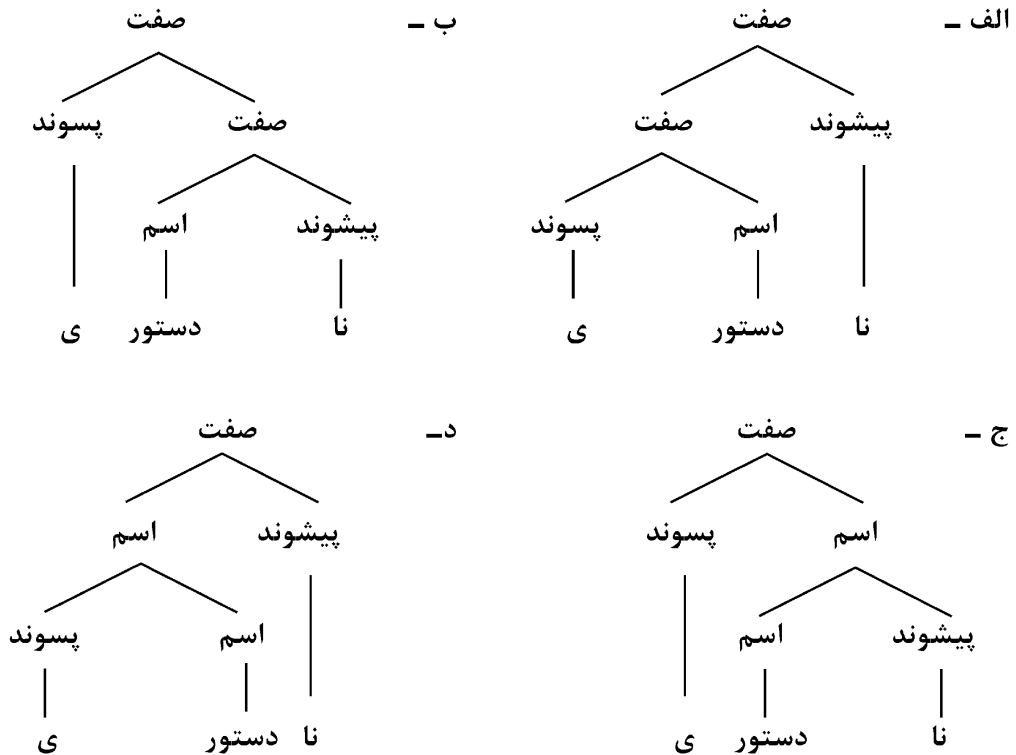 الف ـ صفت
پیشوند صفت
اسم پسوند
نا دستور ی
ب ـ صفت
صفت پسوند
پیشوند اسم
نا دستور ی
ج ـ صفت
اسم پسوند
پیشوند اسم
نا دستور ی
دـ صفت
پیشوند اسم
اسم پسوند
نا دستور ی